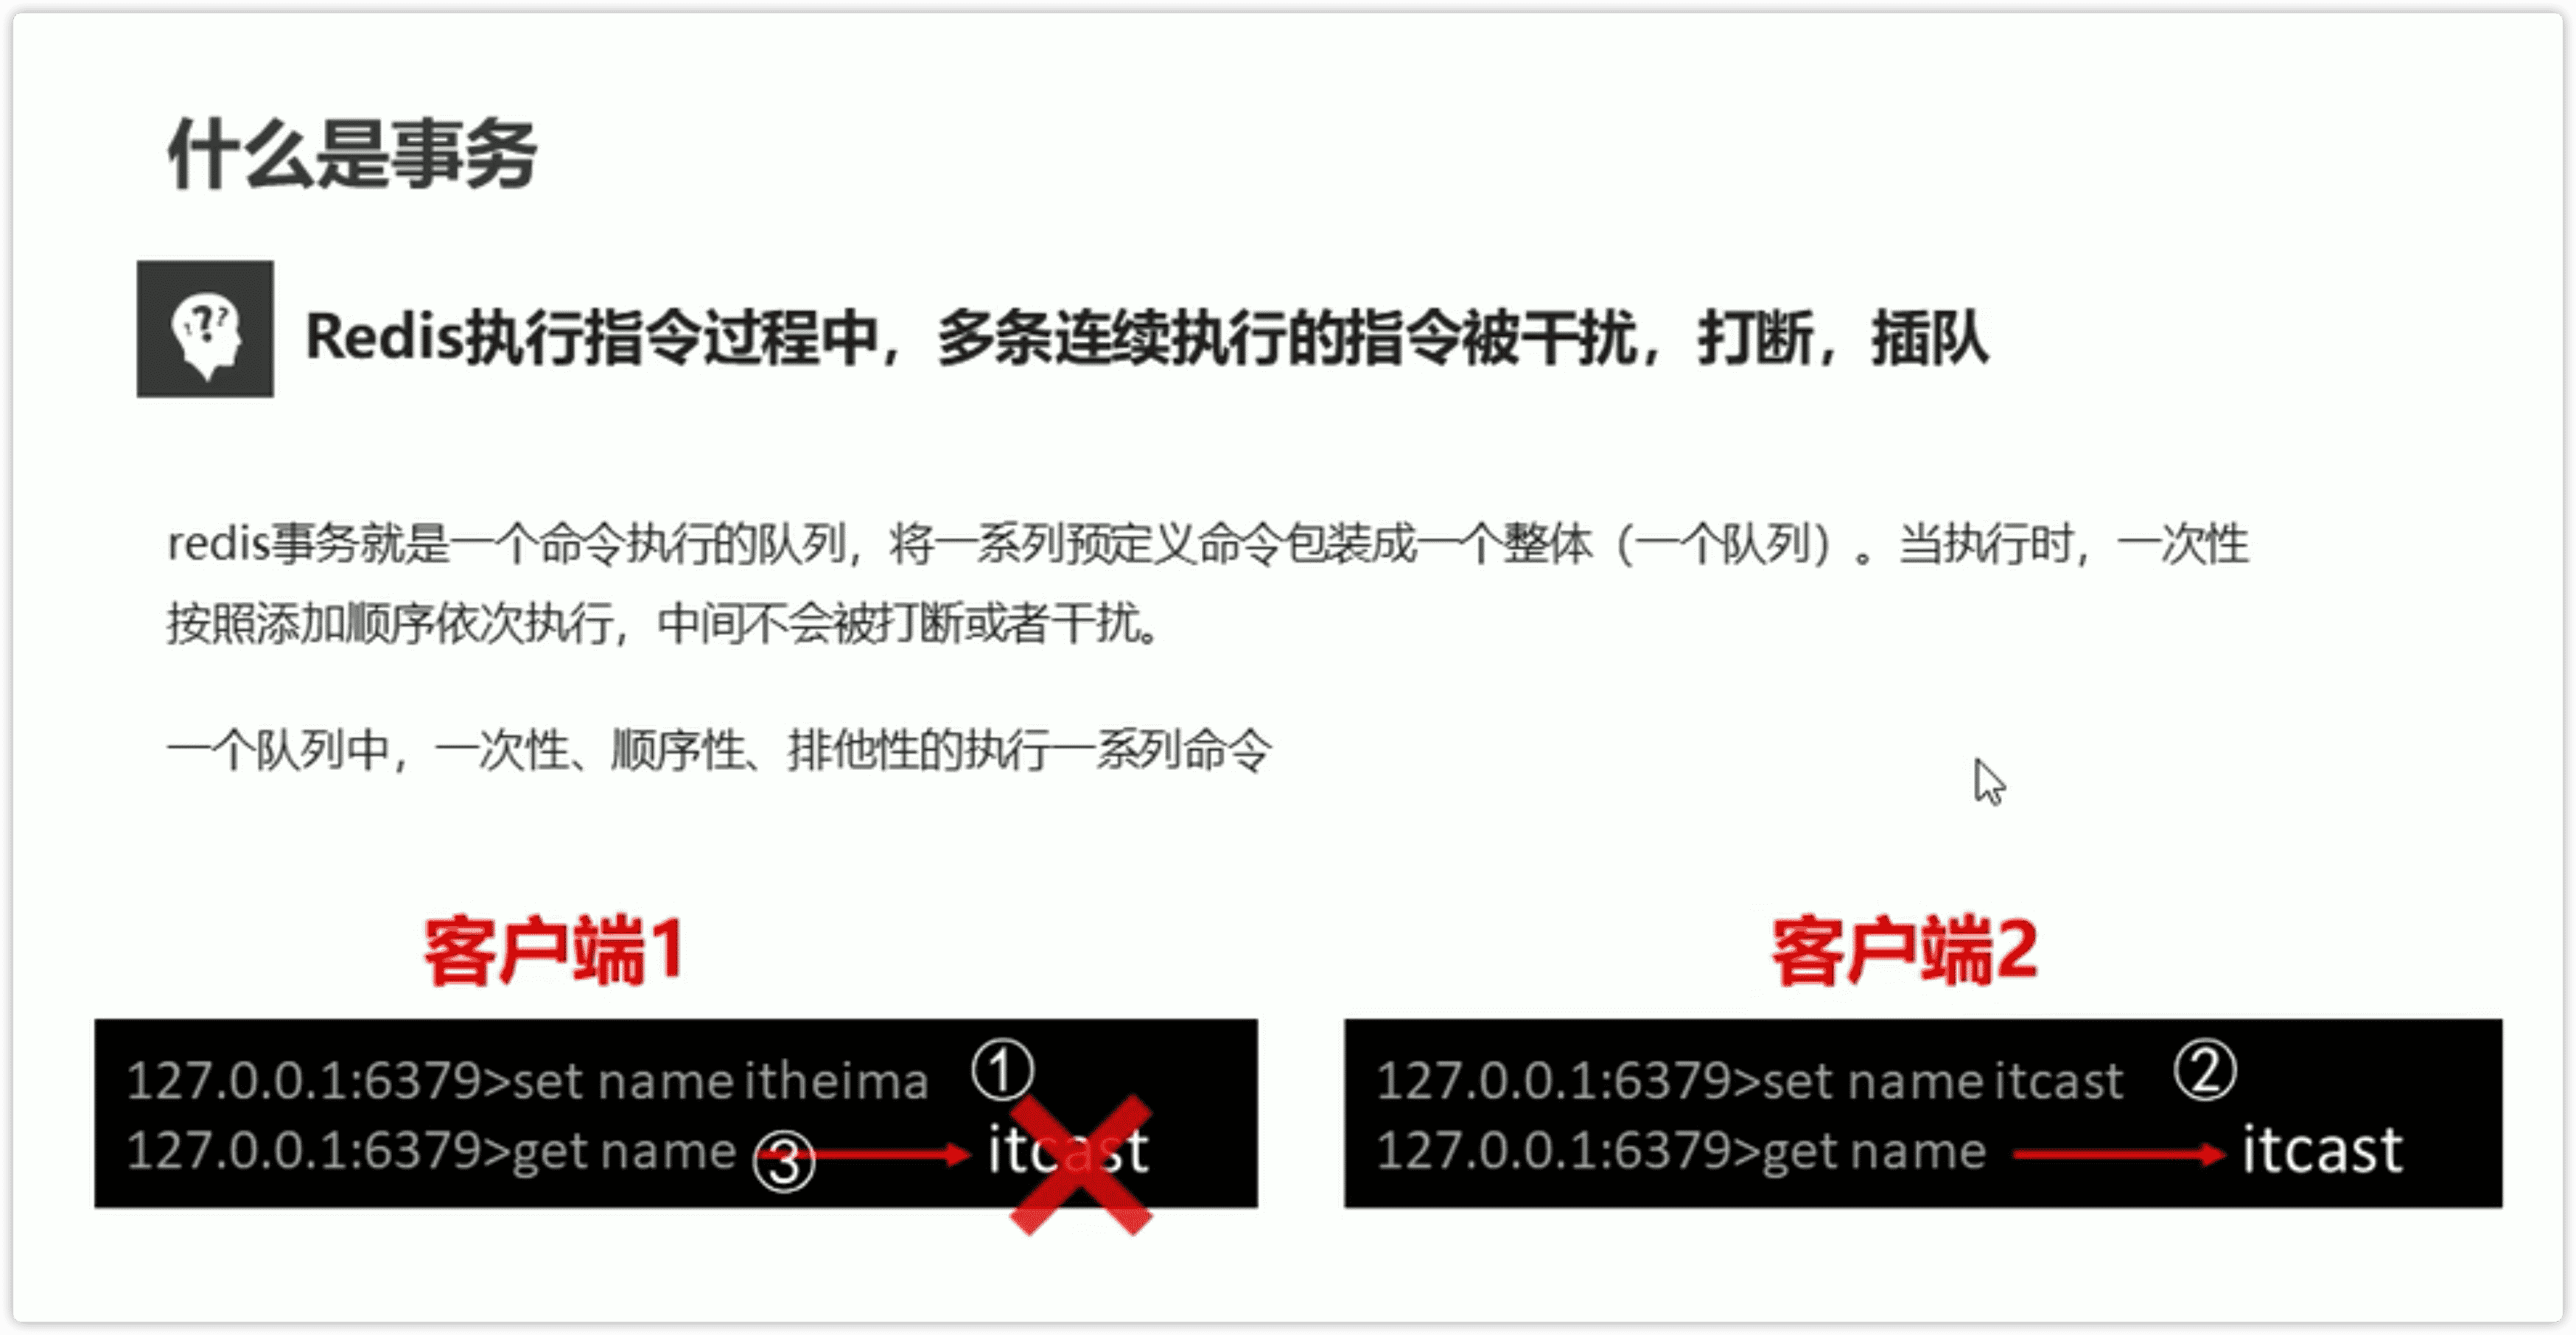 什么是事务
???
Redis执行指令过程中，多条连续执行的指令被干扰，打断，插队
redis事务就是一个命令执行的队列，将一系列预定义命令包装成一个整体（一个队列）。当执行时，一次性
按照添加顺序依次执行，中间不会被打断或者干扰。
一个队列中，一次性、顺序性、排他性的执行一系列命令
客户端1
127.0.0.1:6379>set name itheima ①
127.0.0.1:6379>get name ③ itcast
客户端2
127.0.0.1:6379>set name itcast ②
127.0.0.1:6379>get name itcast